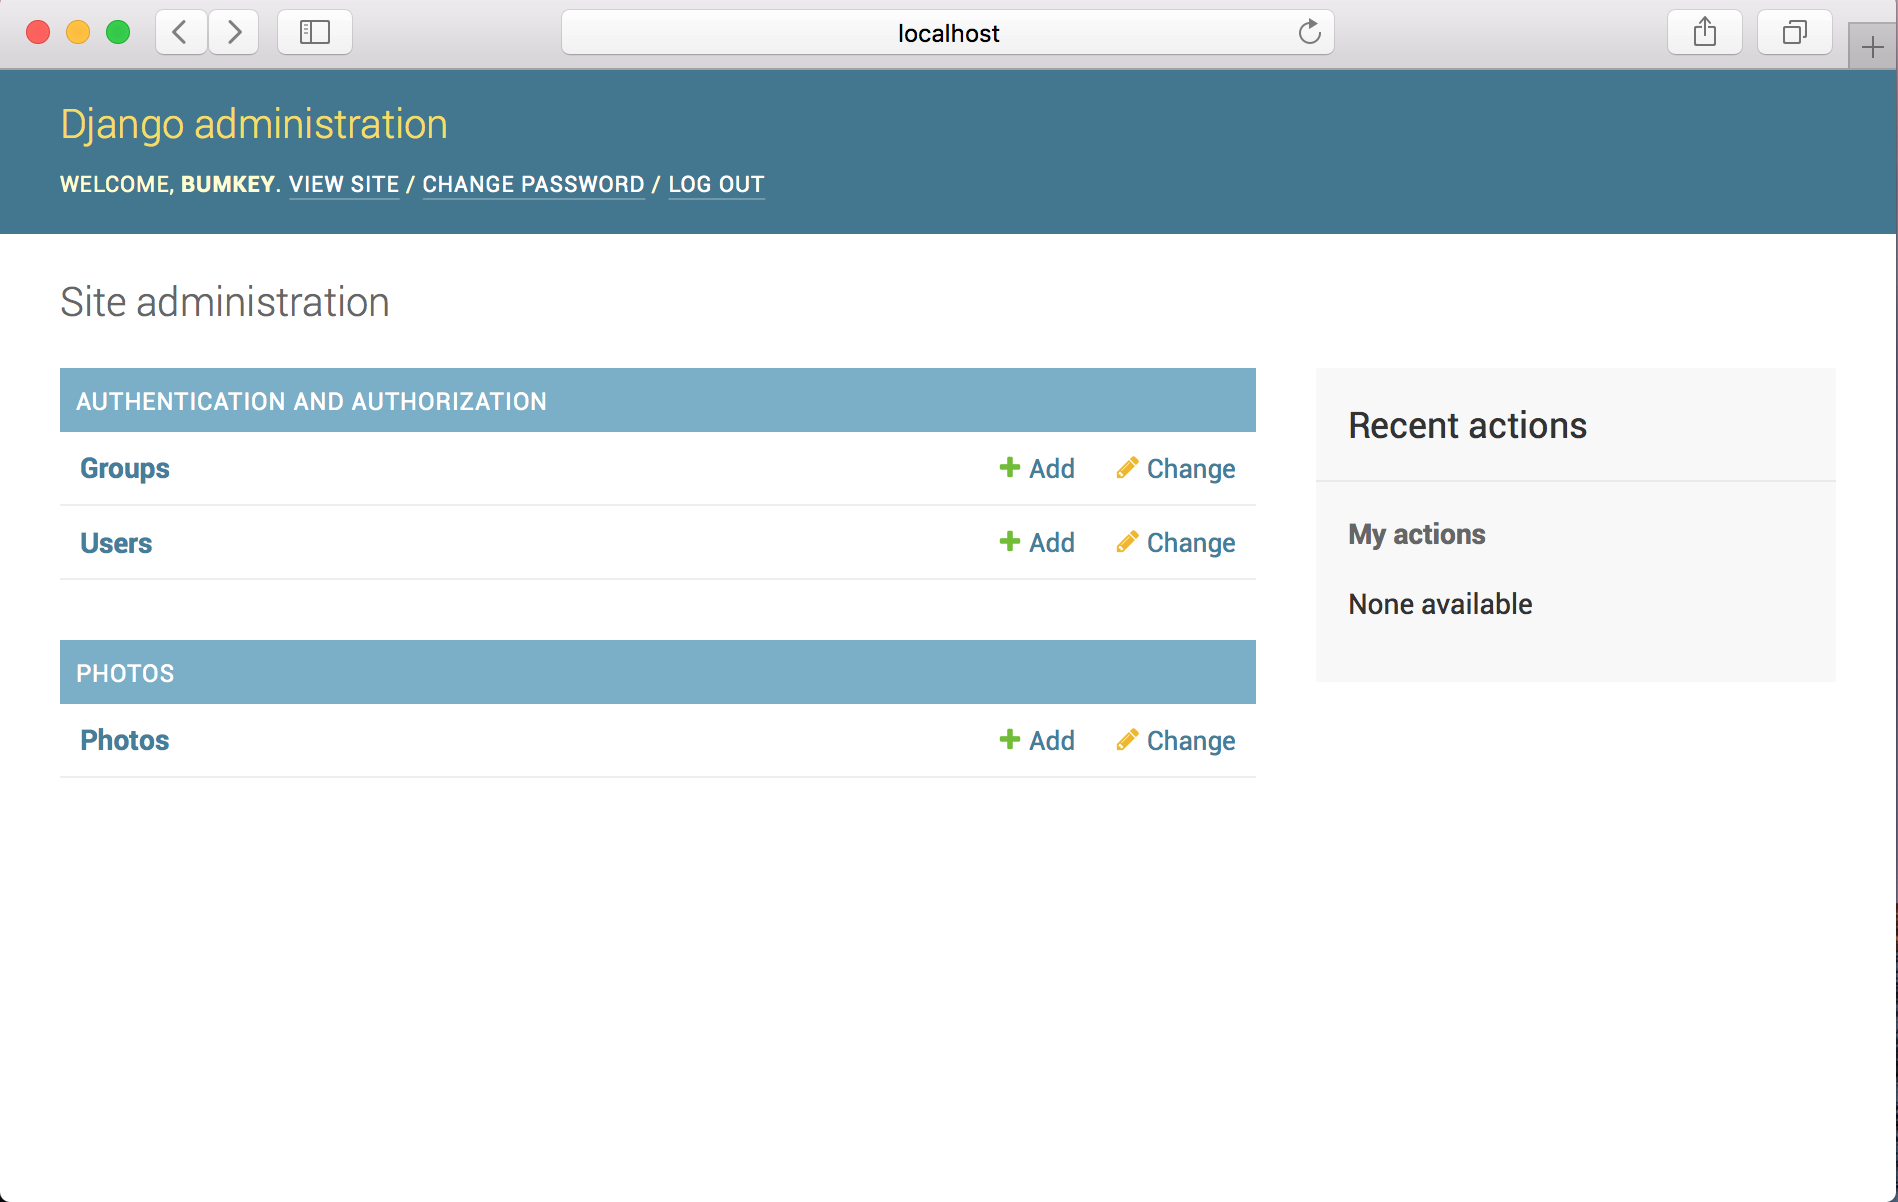 localhost
Django administration
WELCOME, BUMKEY. VIEW SITE / CHANGE PASSWORD / LOG OUT
Site administration
AUTHENTICATION AND AUTHORIZATION
Groups Add Change
Users Add Change
PHOTOS
Photos Add Change
Recent actions
My actions
None available